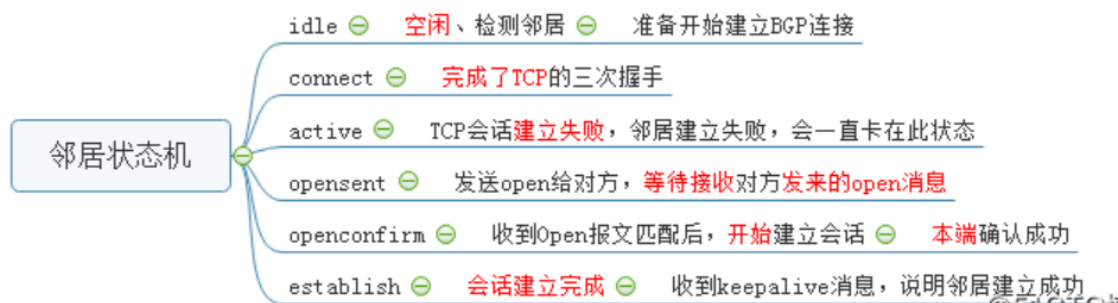 邻居状态机
idle 空闲、检测邻居 准备开始建立BGP连接
connect 完成了TCP的三次握手
active TCP会话建立失败，邻居建立失败，会一直卡在此状态
opensent 发送open给对方，等待接收对方发来的open消息
openconfirm 收到Open报文匹配后，开始建立会话 本端确认成功
establish 会话建立完成 收到keepalive消息，说明邻居建立成功